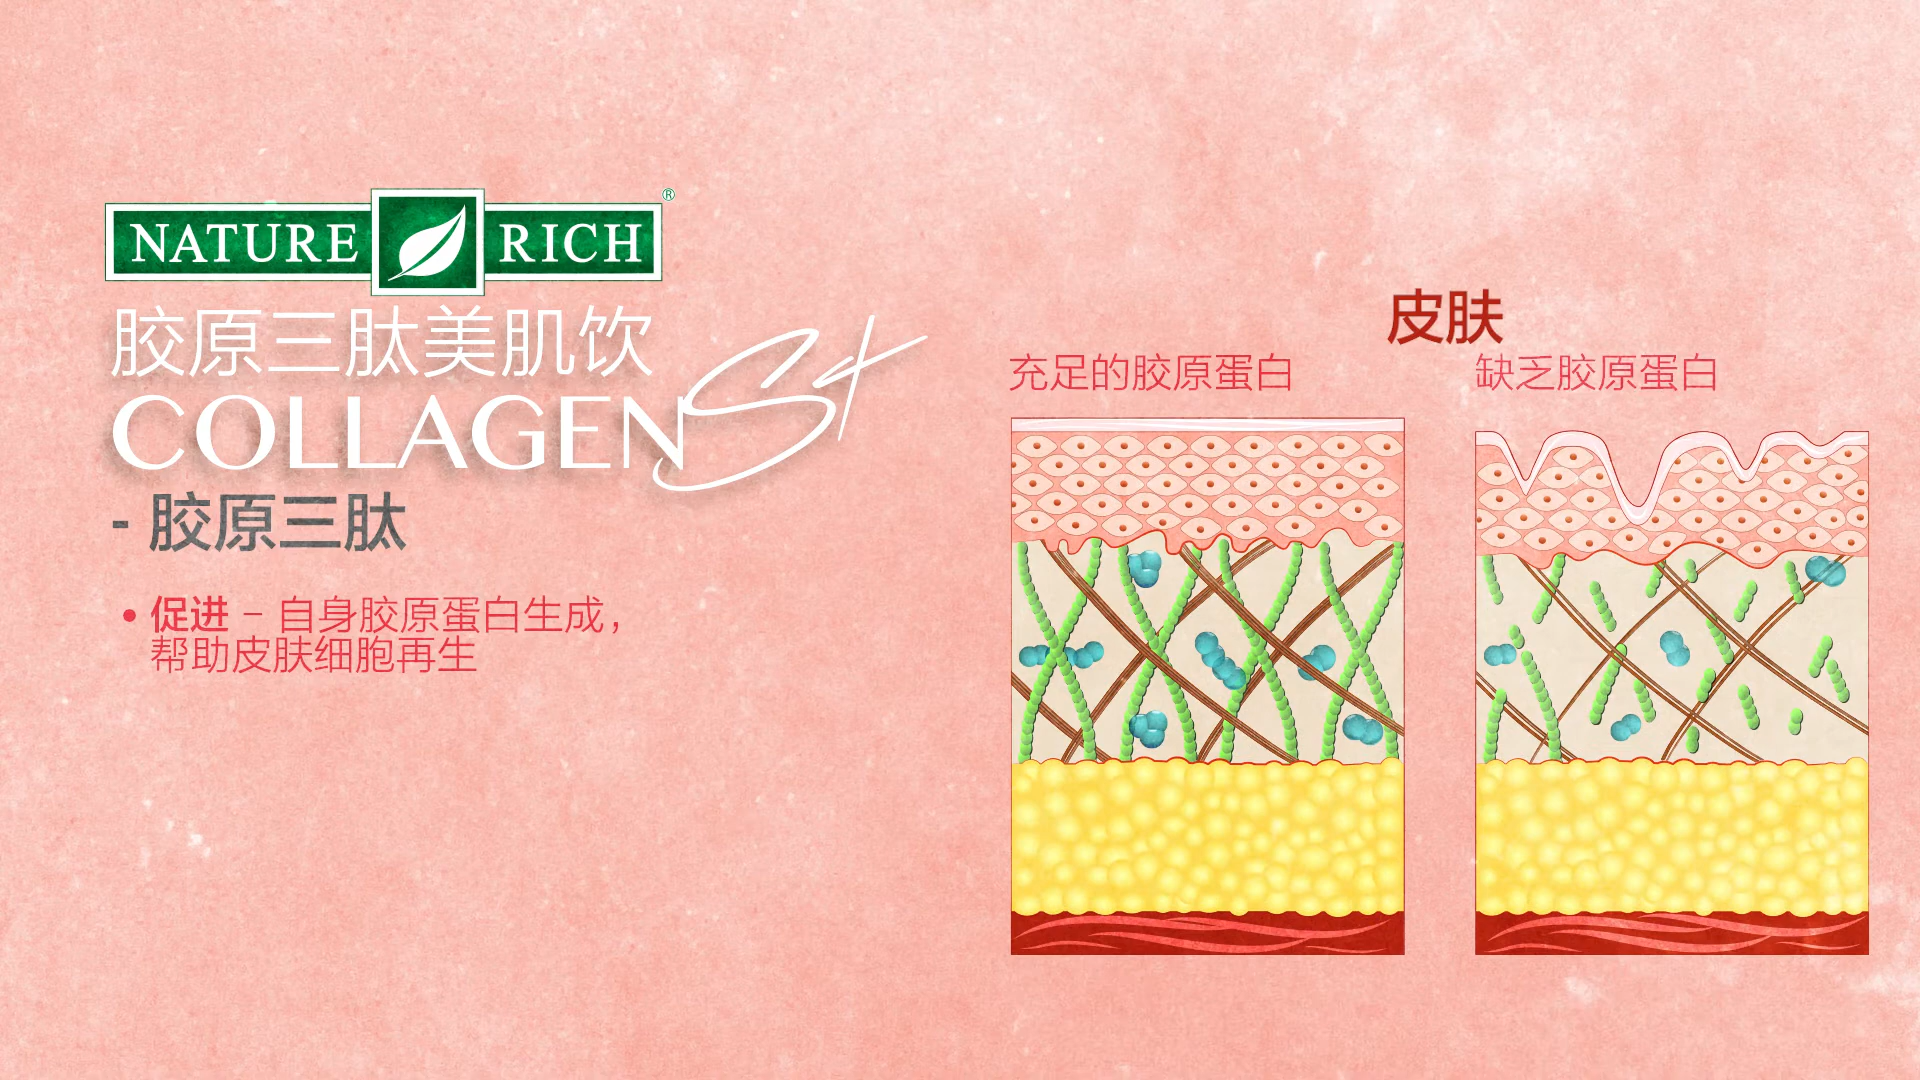 NATURE RICH ®
胶原三肽美肌饮
COLLAGEN St
- 胶原三肽
• 促进 – 自身胶原蛋白生成，
帮助皮肤细胞再生
皮肤
充足的胶原蛋白
缺乏胶原蛋白